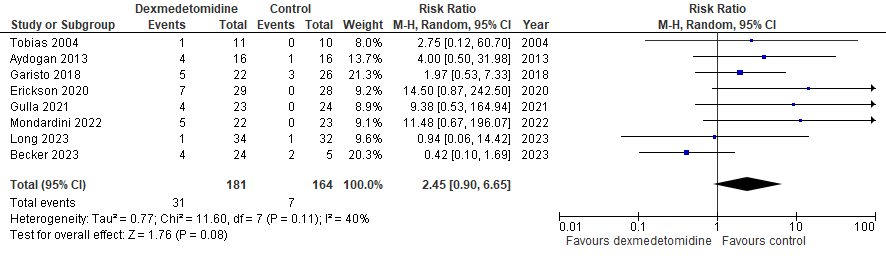 Dexmedetomidine Control Risk Ratio Risk Ratio
Study or Subgroup Events Total Events Total Weight M-H, Random, 95% CI Year M-H, Random, 95% CI
Tobias 2004 1 11 0 10 8.0% 2.75 [0.12, 60.70] 2004
Aydogan 2013 4 16 1 16 13.7% 4.00 [0.50, 31.98] 2013
Garisto 2018 5 22 3 26 21.3% 1.97 [0.53, 7.33] 2018
Erickson 2020 7 29 0 28 9.1% 14.50 [0.87, 242.50] 2020
Gulla 2021 4 23 0 24 8.9% 9.38 [0.53, 164.94] 2021
Mondardini 2022 5 22 0 23 9.1% 11.48 [0.67, 196.07] 2022
Long 2023 1 34 1 32 9.6% 0.94 [0.06, 14.42] 2023
Becker 2023 4 24 2 5 20.3% 0.42 [0.10, 1.69] 2023
Total (95% CI) 181 164 100.0% 2.45 [0.90, 6.65]
Total events 31 7
Heterogeneity: Tau² = 0.77; Chi² = 11.60, df = 7 (P = 0.11); I² = 40%
Test for overall effect: Z = 1.76 (P = 0.08)
0.01 0.1 1 10 100
Favours dexmedetomidine Favours control